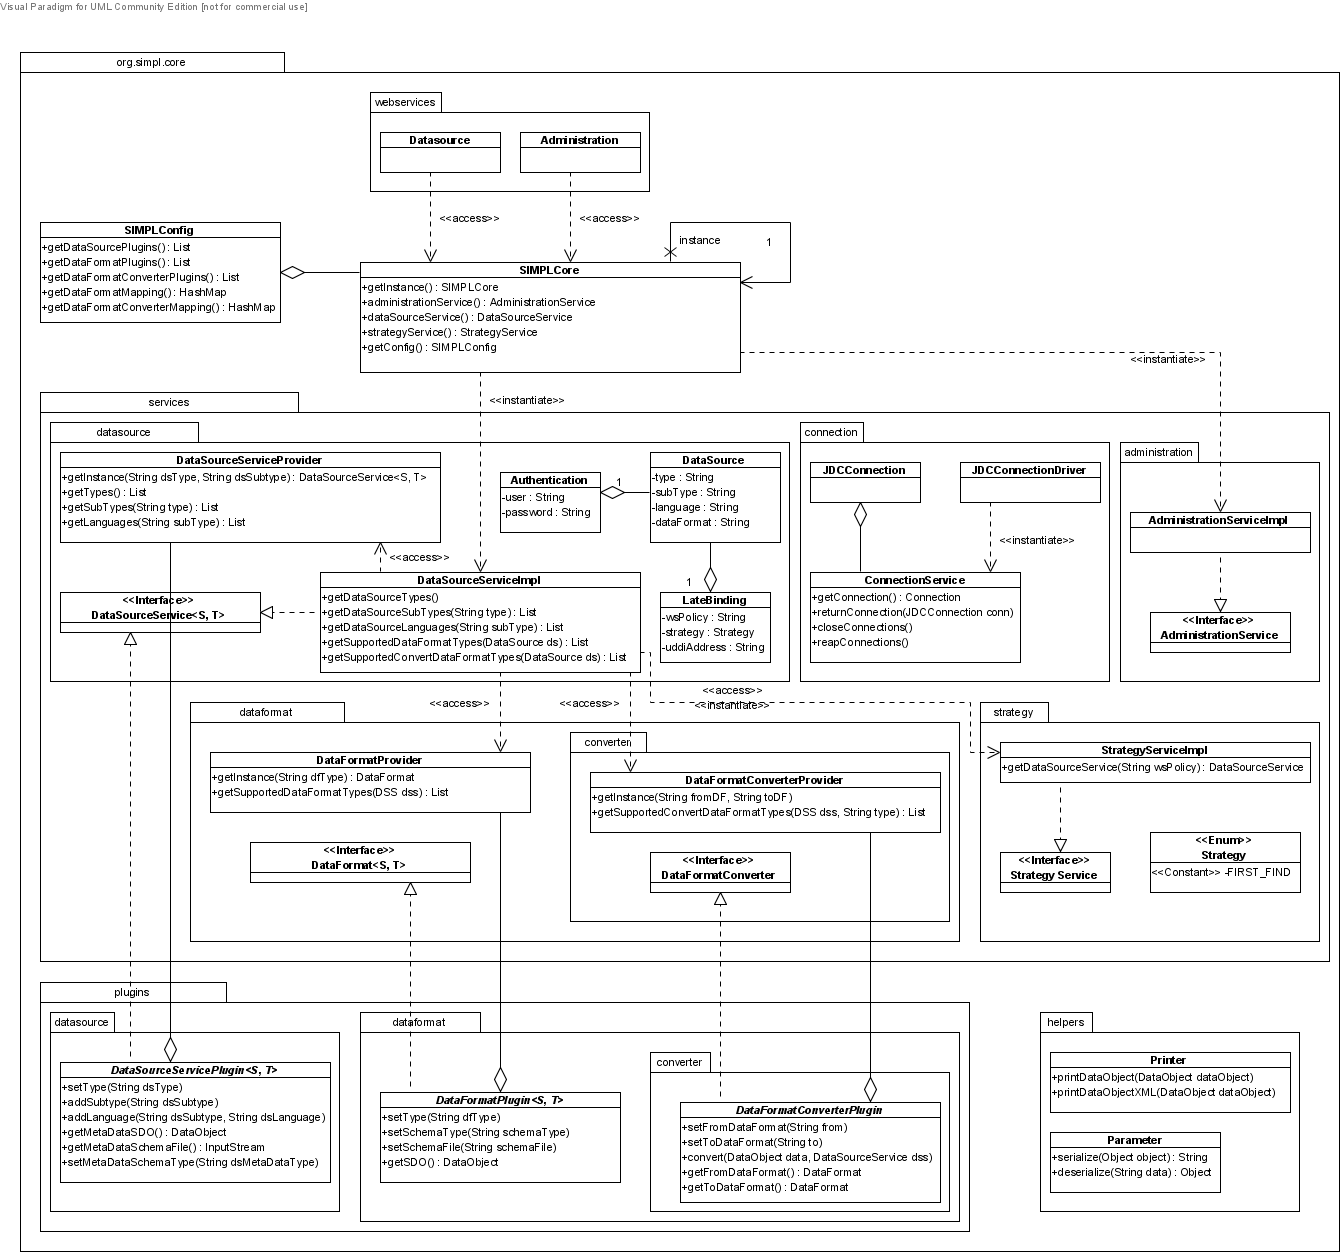 Visual Paradigm for UML Community Edition [not for commercial use]
org.simpl.core
webservices
Datasource
Administration
<<access>>
<<access>>
instance
1
SIMPLConfig
+getDataSourcePlugins() : List
+getDataFormatPlugins() : List
+getDataFormatConverterPlugins() : List
+getDataFormatMapping() : HashMap
+getDataFormatConverterMapping() : HashMap
SIMPLCore
+getInstance() : SIMPLCore
+administrationService() : AdministrationService
+dataSourceService() : DataSourceService
+strategyService() : StrategyService
+getConfig() : SIMPLConfig
<<instantiate>>
<<instantiate>>
services
datasource
DataSourceServiceProvider
+getInstance(String dsType, String dsSubtype) : DataSourceService<S, T>
+getTypes() : List
+getSubTypes(String type) : List
+getLanguages(String subType) : List
Authentication
-user : String
-password : String
1
DataSource
-type : String
-subType : String
-language : String
-dataFormat : String
<<access>>
<<Interface>>
DataSourceService<S, T>
DataSourceServiceImpl
+getDataSourceTypes()
+getDataSourceSubTypes(String type) : List
+getDataSourceLanguages(String subType) : List
+getSupportedDataFormatTypes(DataSource ds) : List
+getSupportedConvertDataFormatTypes(DataSource ds) : List
1
LateBinding
-wsPolicy : String
-strategy : Strategy
-uddiAddress : String
connection
JDCConnection
JDCConnectionDriver
<<instantiate>>
ConnectionService
+getConnection() : Connection
+returnConnection(JDCConnection conn)
+closeConnections()
+reapConnections()
administration
AdministrationServiceImpl
<<Interface>>
AdministrationService
<<access>>
<<access>>
<<access>>
<<instantiate>>
dataformat
DataFormatProvider
+getInstance(String dfType) : DataFormat
+getSupportedDataFormatTypes(DSS dss) : List
<<Interface>>
DataFormat<S, T>
converter
DataFormatConverterProvider
+getInstance(String fromDF, String toDF)
+getSupportedConvertDataFormatTypes(DSS dss, String type) : List
<<Interface>>
DataFormatConverter
strategy
StrategyServiceImpl
+getDataSourceService(String wsPolicy) : DataSourceService
<<Interface>>
Strategy Service
<<Enum>>
Strategy
<<Constant>> -FIRST_FIND
plugins
datasource
DataSourceServicePlugin<S, T>
+setType(String dsType)
+addSubtype(String dsSubtype)
+addLanguage(String dsSubtype, String dsLanguage)
+getMetaDataSDO() : DataObject
+getMetaDataSchemaFile() : InputStream
+setMetaDataSchemaType(String dsMetaDataType)
dataformat
DataFormatPlugin<S, T>
+setType(String dfType)
+setSchemaType(String schemaType)
+setSchemaFile(String schemaFile)
+getSDO() : DataObject
converter
DataFormatConverterPlugin
+setFromDataFormat(String from)
+setToDataFormat(String to)
+convert(DataObject data, DataSourceService dss)
+getFromDataFormat() : DataFormat
+getToDataFormat() : DataFormat
helpers
Printer
+printDataObject(DataObject dataObject)
+printDataObjectXML(DataObject dataObject)
Parameter
+serialize(Object object) : String
+deserialize(String data) : Object